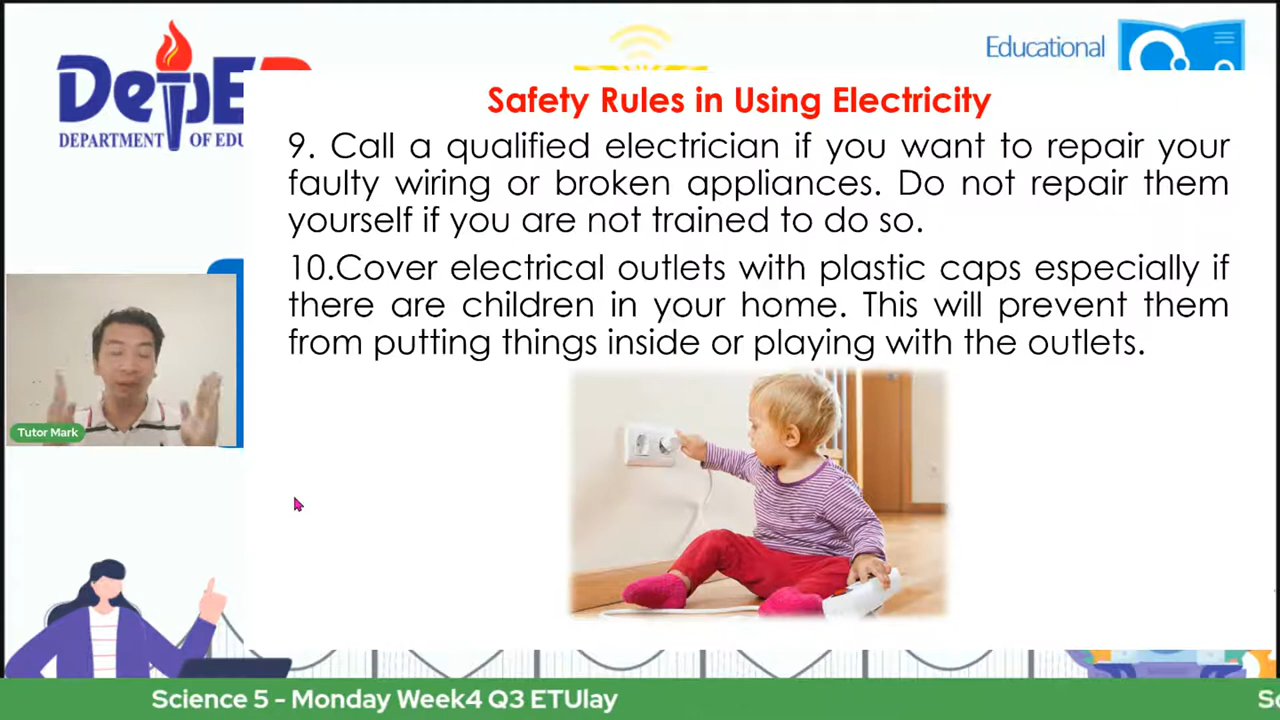 DepE
DEPARTMENT OF EDU
Educational
Safety Rules in Using Electricity
9. Call a qualified electrician if you want to repair your
faulty wiring or broken appliances. Do not repair them
yourself if you are not trained to do so.
10.Cover electrical outlets with plastic caps especially if
there are children in your home. This will prevent them
from putting things inside or playing with the outlets.
Tutor Mark
Science 5 - Monday Week4 Q3 ETUlay
Sc